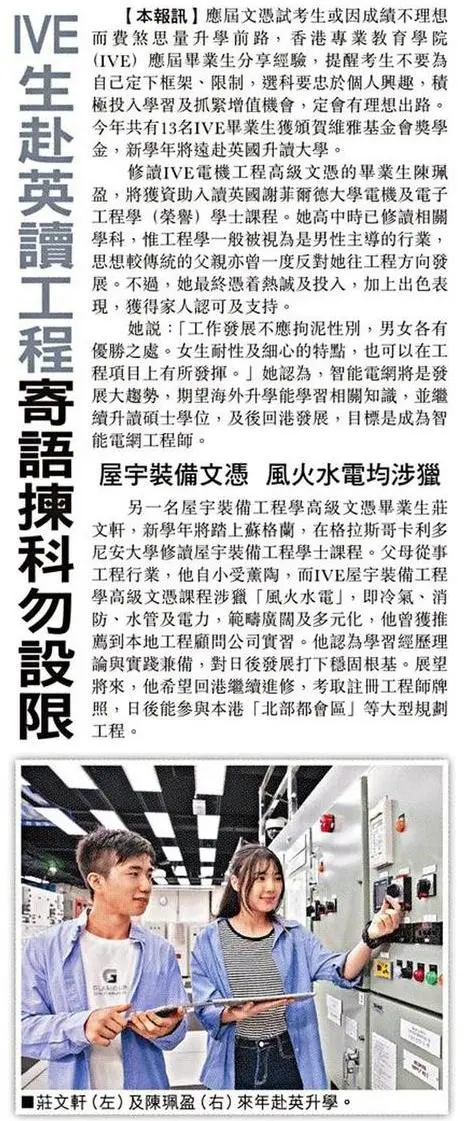 IVE生赴英讀工程寄語揀科勿設限
【本報訊】應屆文憑試考生或因成績不理想
而費煞思量升學前路，香港專業教育學院
(IVE) 應屆畢業生分享經驗，提醒考生不要為
自己定下框架、限制，選科要忠於個人興趣，積
極投入學習及抓緊增值機會，定會有理想出路。
今年共有13名IVE畢業生獲頒賀維雅基金會獎學
金，新學年將遠赴英國升讀大學。
修讀IVE電機工程高級文憑的畢業生陳珮
盈，將獲資助入讀英國謝菲爾德大學電機及電子
工程學（榮譽）學士課程。她高中時已修讀相關
學科，惟工程學一般被視為是男性主導的行業，
思想較傳統的父親亦曾一度反對她往工程方向發
展。不過，她最終憑着熱誠及投入，加上出色表
現，獲得家人認可及支持。
她說：「工作發展不應拘泥性別，男女各有
優勝之處。女生耐性及細心的特點，也可以在工
程項目上有所發揮。」她認為，智能電網將是發
展大趨勢，期望海外升學能學習相關知識，並繼
續升讀碩士學位，及後回港發展，目標是成為智
能電網工程師。
屋宇裝備文憑 風火水電均涉獵
另一名屋宇裝備工程學高級文憑畢業生莊
文軒，新學年將踏上蘇格蘭，在格拉斯哥卡利多
尼安大學修讀屋宇裝備工程學士課程。父母從事
工程行業，他自小受薰陶，而IVE屋宇裝備工程
學高級文憑課程涉獵「風火水電」，即冷氣、消
防、水管及電力，範疇廣闊及多元化，他曾獲推
薦到本地工程顧問公司實習。他認為學習經歷理
論與實踐兼備，對日後發展打下穩固根基。展望
將來，他希望回港繼續進修，考取註冊工程師牌
照，日後能參與本港「北部都會區」等大型規劃
工程。
G
■莊文軒（左）及陳珮盈（右）來年赴英升學。